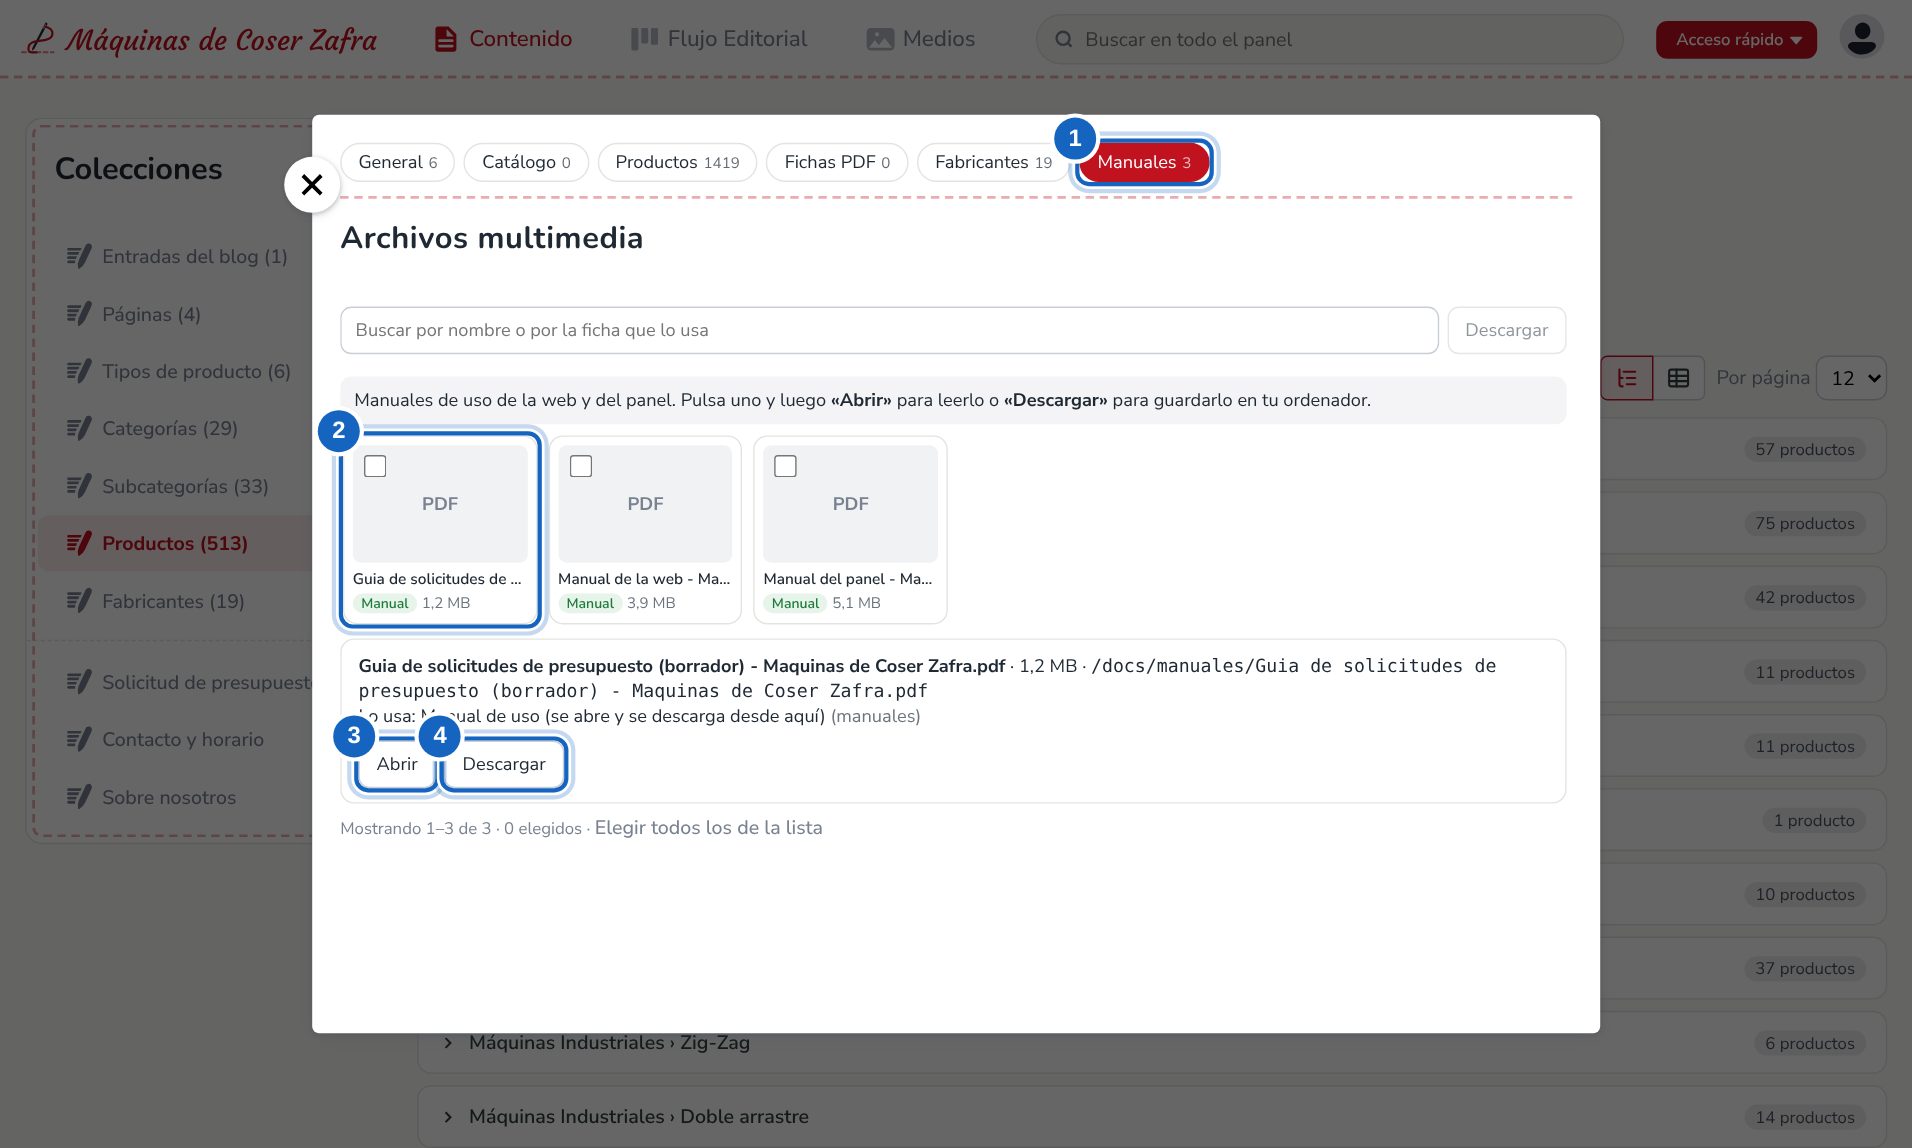 Máquinas de Coser Zafra
Contenido
Flujo Editorial
Medios
Buscar en todo el panel
Acceso rápido
Colecciones
Entradas del blog (1)
Páginas (4)
Tipos de producto (6)
Categorías (29)
Subcategorías (33)
Productos (513)
Fabricantes (19)
Solicitud de presupuest
Contacto y horario
Sobre nosotros
General 6
Catálogo 0
Productos 1419
Fichas PDF 0
Fabricantes 19
1
Manuales 3
Archivos multimedia
Buscar por nombre o por la ficha que lo usa
Descargar
Manuales de uso de la web y del panel. Pulsa uno y luego «Abrir» para leerlo o «Descargar» para guardarlo en tu ordenador.
2
PDF
Guia de solicitudes de ...
Manual 1,2 MB
PDF
Manual de la web - Ma...
Manual 3,9 MB
PDF
Manual del panel - Ma...
Manual 5,1 MB
Guia de solicitudes de presupuesto (borrador) - Maquinas de Coser Zafra.pdf · 1,2 MB · /docs/manuales/Guia de solicitudes de
presupuesto (borrador) - Maquinas de Coser Zafra.pdf
Lo usa: Manual de uso (se abre y se descarga desde aquí) (manuales)
3
Abrir
4
Descargar
Mostrando 1–3 de 3 · 0 elegidos · Elegir todos los de la lista
Por página
12
57 productos
75 productos
42 productos
11 productos
11 productos
1 producto
10 productos
37 productos
Máquinas Industriales › Zig-Zag
6 productos
Máquinas Industriales › Doble arrastre
14 productos